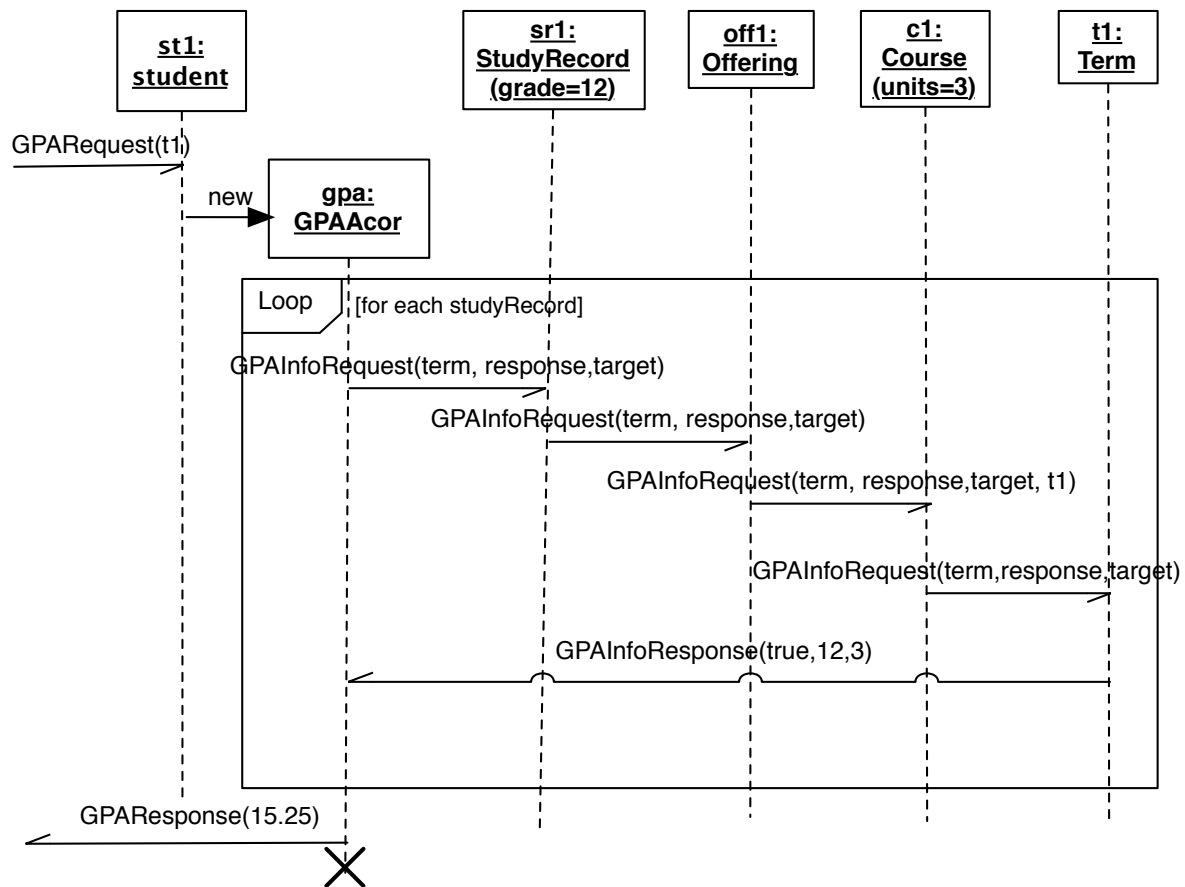 st1:
student
sr1:
StudyRecord
(grade=12)
off1:
Offering
c1:
Course
(units=3)
t1:
Term
GPARequest(t1)
new
gpa:
GPAAcor
Loop
[for each studyRecord]
GPAInfoRequest(term, response,target)
GPAInfoRequest(term, response,target)
GPAInfoRequest(term, response,target, t1)
GPAInfoRequest(term,response,target)
GPAInfoResponse(true,12,3)
GPAResponse(15.25)